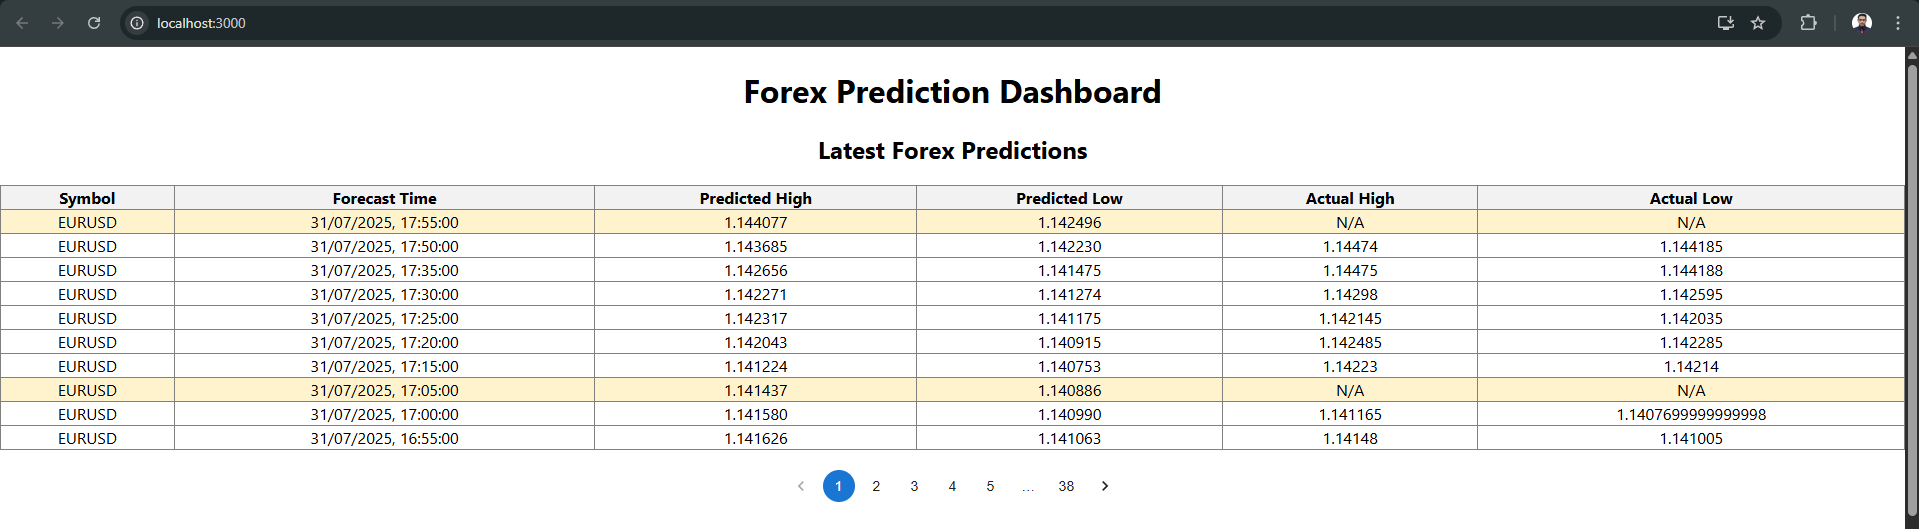 localhost:3000
Forex Prediction Dashboard
Latest Forex Predictions
Symbol Forecast Time Predicted High Predicted Low Actual High Actual Low
EURUSD 31/07/2025, 17:55:00 1.144077 1.142496 N/A N/A
EURUSD 31/07/2025, 17:50:00 1.143685 1.142230 1.14474 1.144185
EURUSD 31/07/2025, 17:35:00 1.142656 1.141475 1.14475 1.144188
EURUSD 31/07/2025, 17:30:00 1.142271 1.141274 1.14298 1.142595
EURUSD 31/07/2025, 17:25:00 1.142317 1.141175 1.142145 1.142035
EURUSD 31/07/2025, 17:20:00 1.142043 1.140915 1.142485 1.142285
EURUSD 31/07/2025, 17:15:00 1.141224 1.140753 1.14223 1.14214
EURUSD 31/07/2025, 17:05:00 1.141437 1.140886 N/A N/A
EURUSD 31/07/2025, 17:00:00 1.141580 1.140990 1.141165 1.1407699999999998
EURUSD 31/07/2025, 16:55:00 1.141626 1.141063 1.14148 1.141005
1 2 3 4 5 … 38